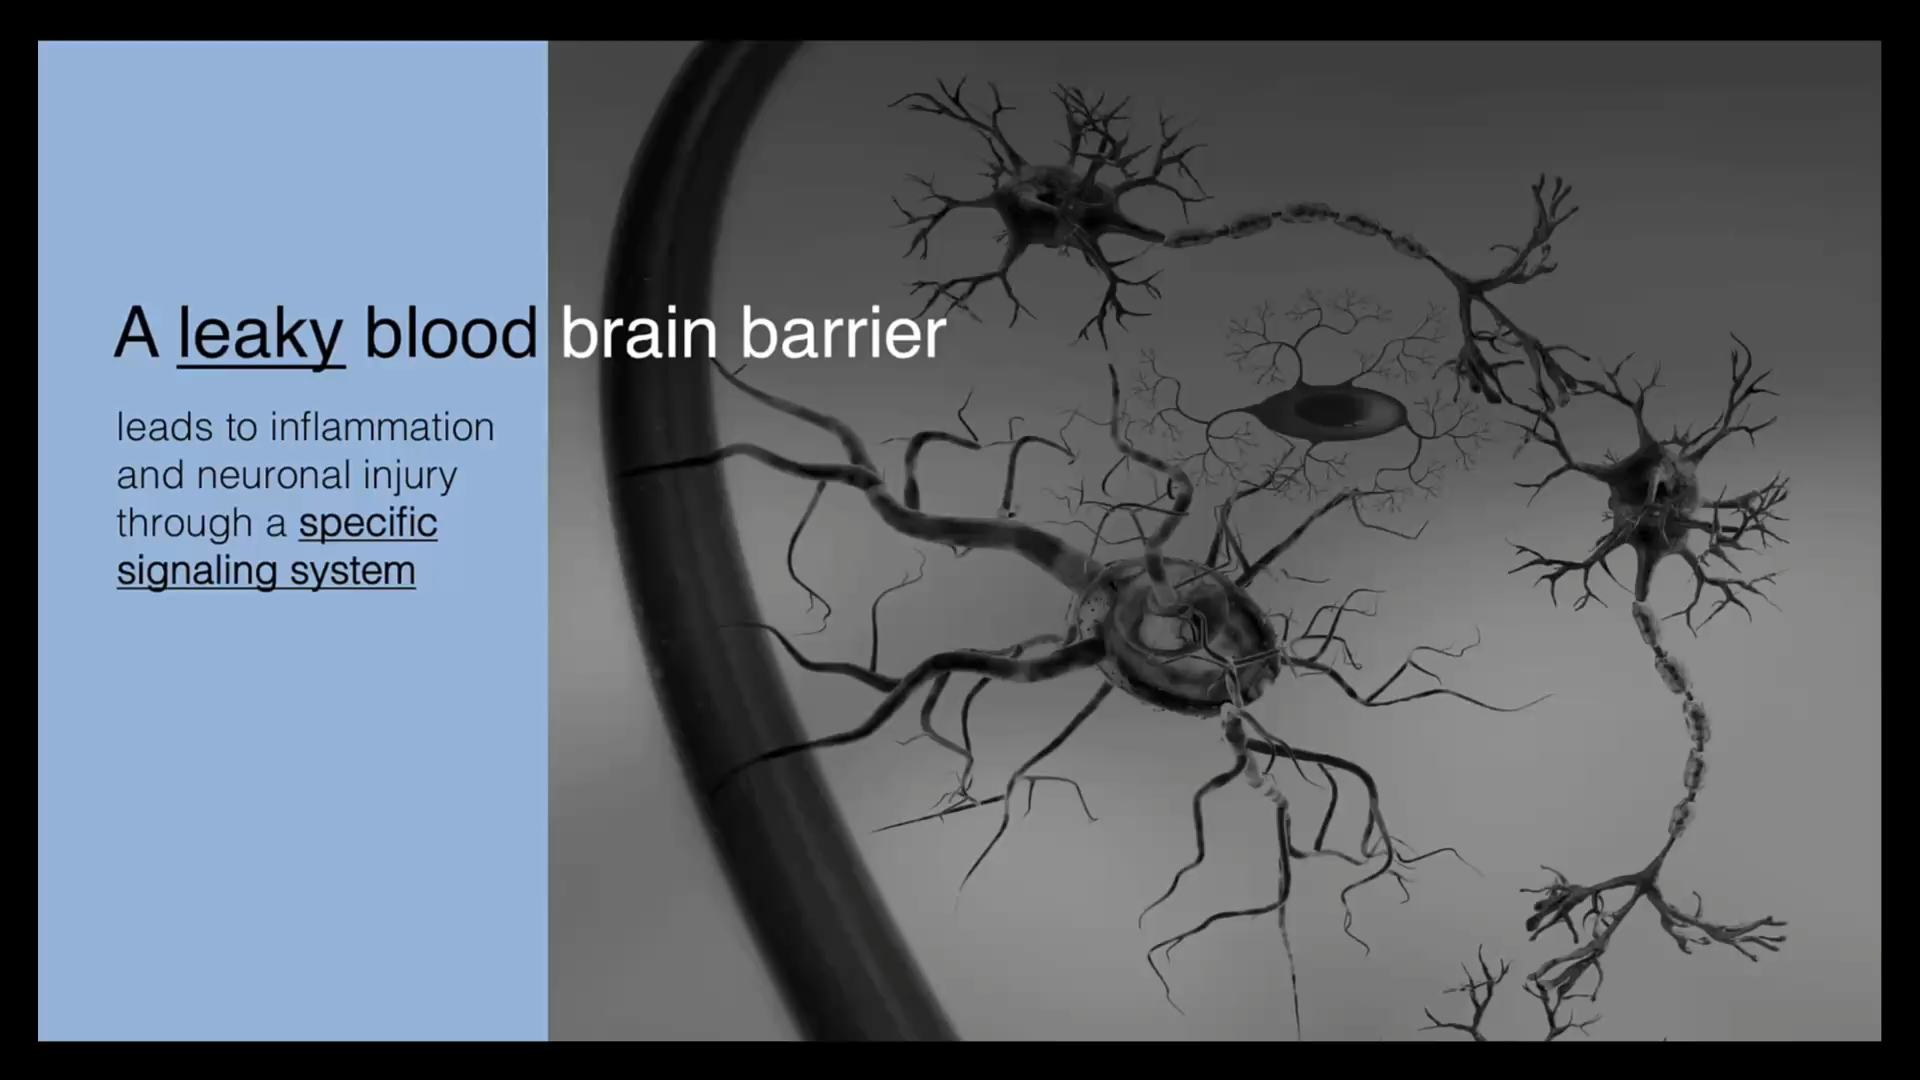 A leaky blood brain barrier
leads to inflammation
and neuronal injury
through a specific
signaling system